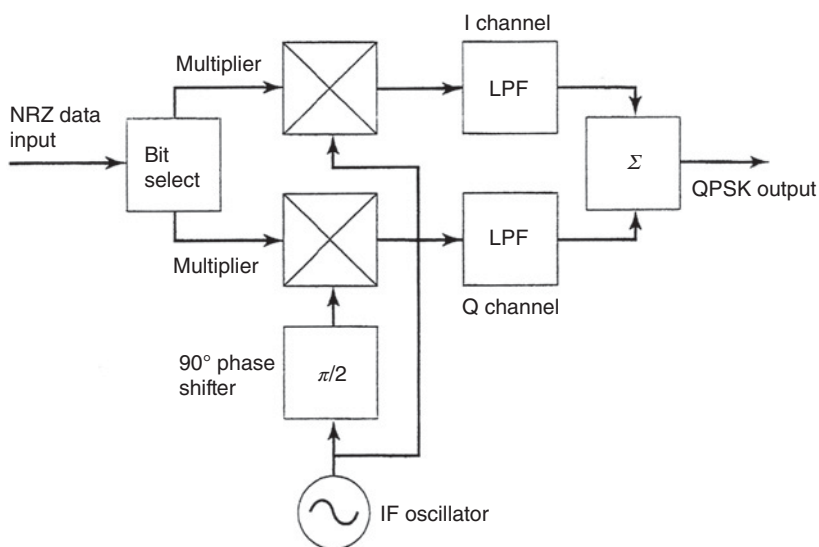 I channel
Multiplier
LPF
NRZ data
input
Bit
select
Σ
QPSK output
Multiplier
LPF
Q channel
90° phase
shifter
π/2
IF oscillator